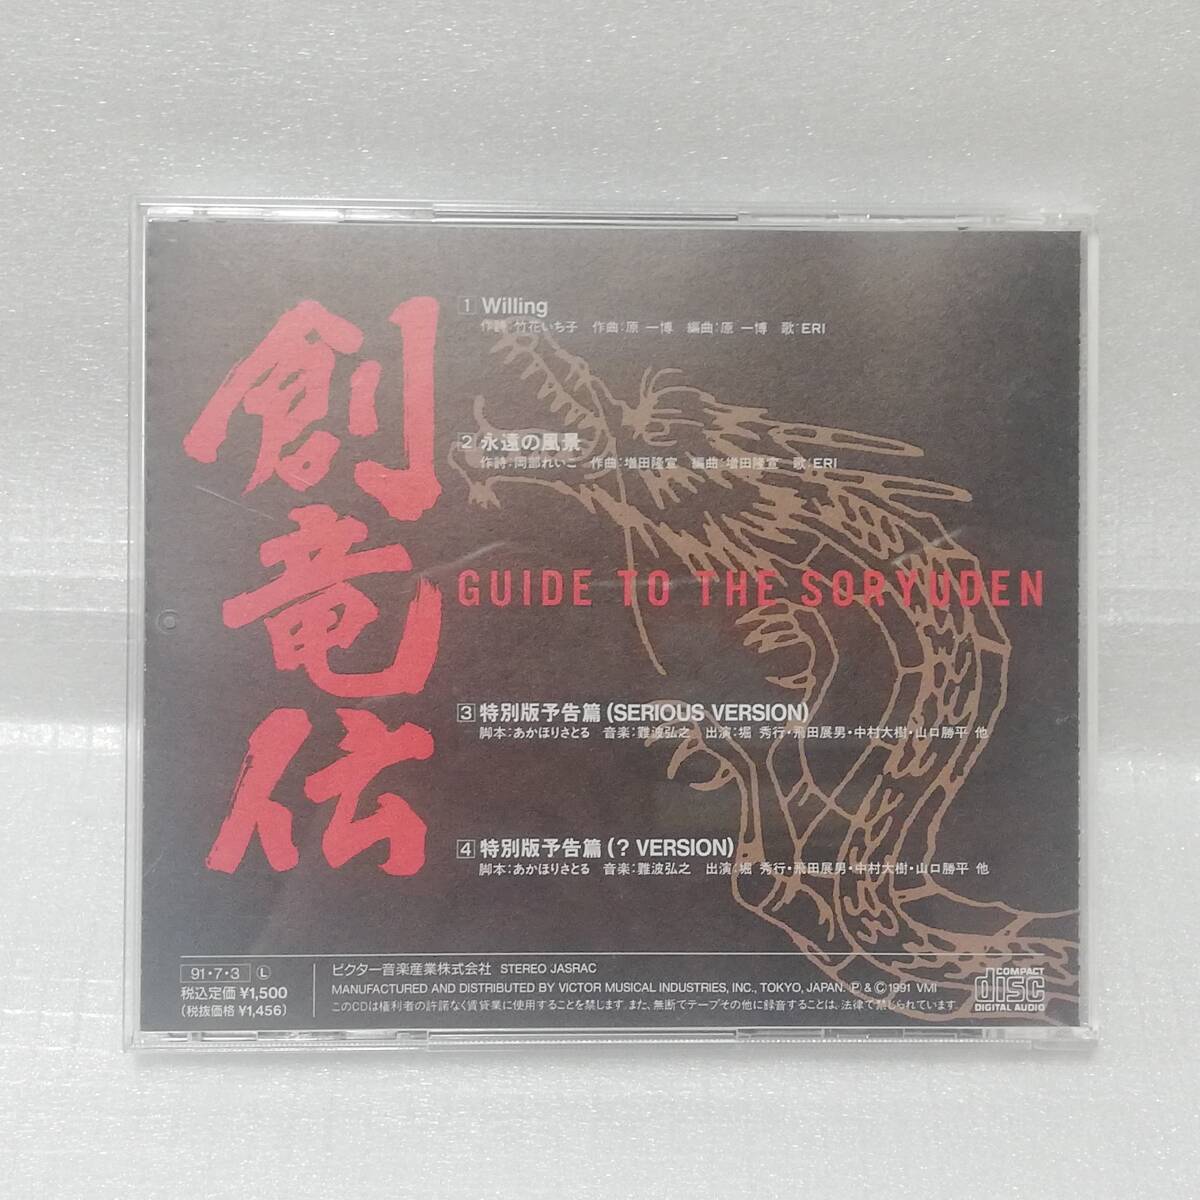 創竜伝
1 Willing
作詩:竹花いち子 作曲:原 一博 編曲:原 一博 歌:ERI
2 永遠の風景
作詩:岡部れいこ 作曲:増田隆宣 編曲:増田隆宣 歌:ERI
GUIDE TO THE SORYUDEN
3 特別版予告篇(SERIOUS VERSION)
脚本:あかほりさとる 音楽:難波弘之 出演:堀 秀行・飛田展男・中村大樹・山口勝平 他
4 特別版予告篇(? VERSION)
脚本:あかほりさとる 音楽:難波弘之 出演:堀 秀行・飛田展男・中村大樹・山口勝平 他
91・7・3 Ⓛ
税込定価 ¥1,500
(税抜価格 ¥1,456)
ビクター音楽産業株式会社 STEREO JASRAC
MANUFACTURED AND DISTRIBUTED BY VICTOR MUSICAL INDUSTRIES, INC., TOKYO, JAPAN. Ⓟ & Ⓒ 1991 VMI
このCDは権利者の許諾なく賃貸業に使用することを禁じます。また、無断でテープその他に録音することは、法律で禁じられています。
COMPACT
disc
DIGITAL AUDIO